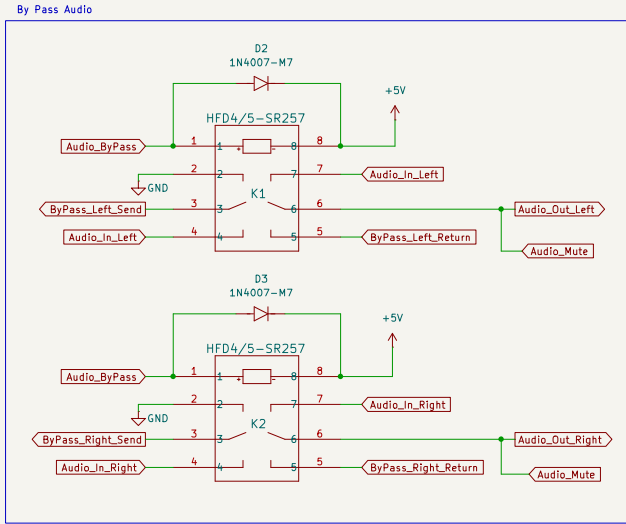 By Pass Audio
D2
1N4007-M7
+5V
HFD4/5-SR257
Audio_ByPass 1 1 + - 8 8
2 2 7 7 Audio_In_Left
GND
K1
ByPass_Left_Send 3 3 6 6 Audio_Out_Left
Audio_In_Left 4 4 5 5 ByPass_Left_Return
Audio_Mute
D3
1N4007-M7
+5V
HFD4/5-SR257
Audio_ByPass 1 1 + - 8 8
2 2 7 7 Audio_In_Right
GND
K2
ByPass_Right_Send 3 3 6 6 Audio_Out_Right
Audio_In_Right 4 4 5 5 ByPass_Right_Return
Audio_Mute